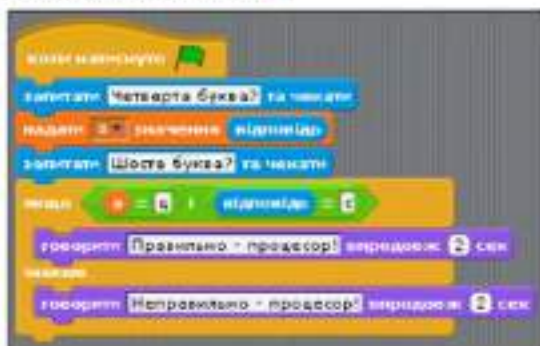 коли натиснуто
запитати Четверта буква? та чекати
надати а значення відповідь
запитати Шоста буква? та чекати
якщо а = ц і відповідь = с
говорити Правильно - процесор! впродовж 2 сек
інакше
говорити Неправильно - процесор! впродовж 2 сек